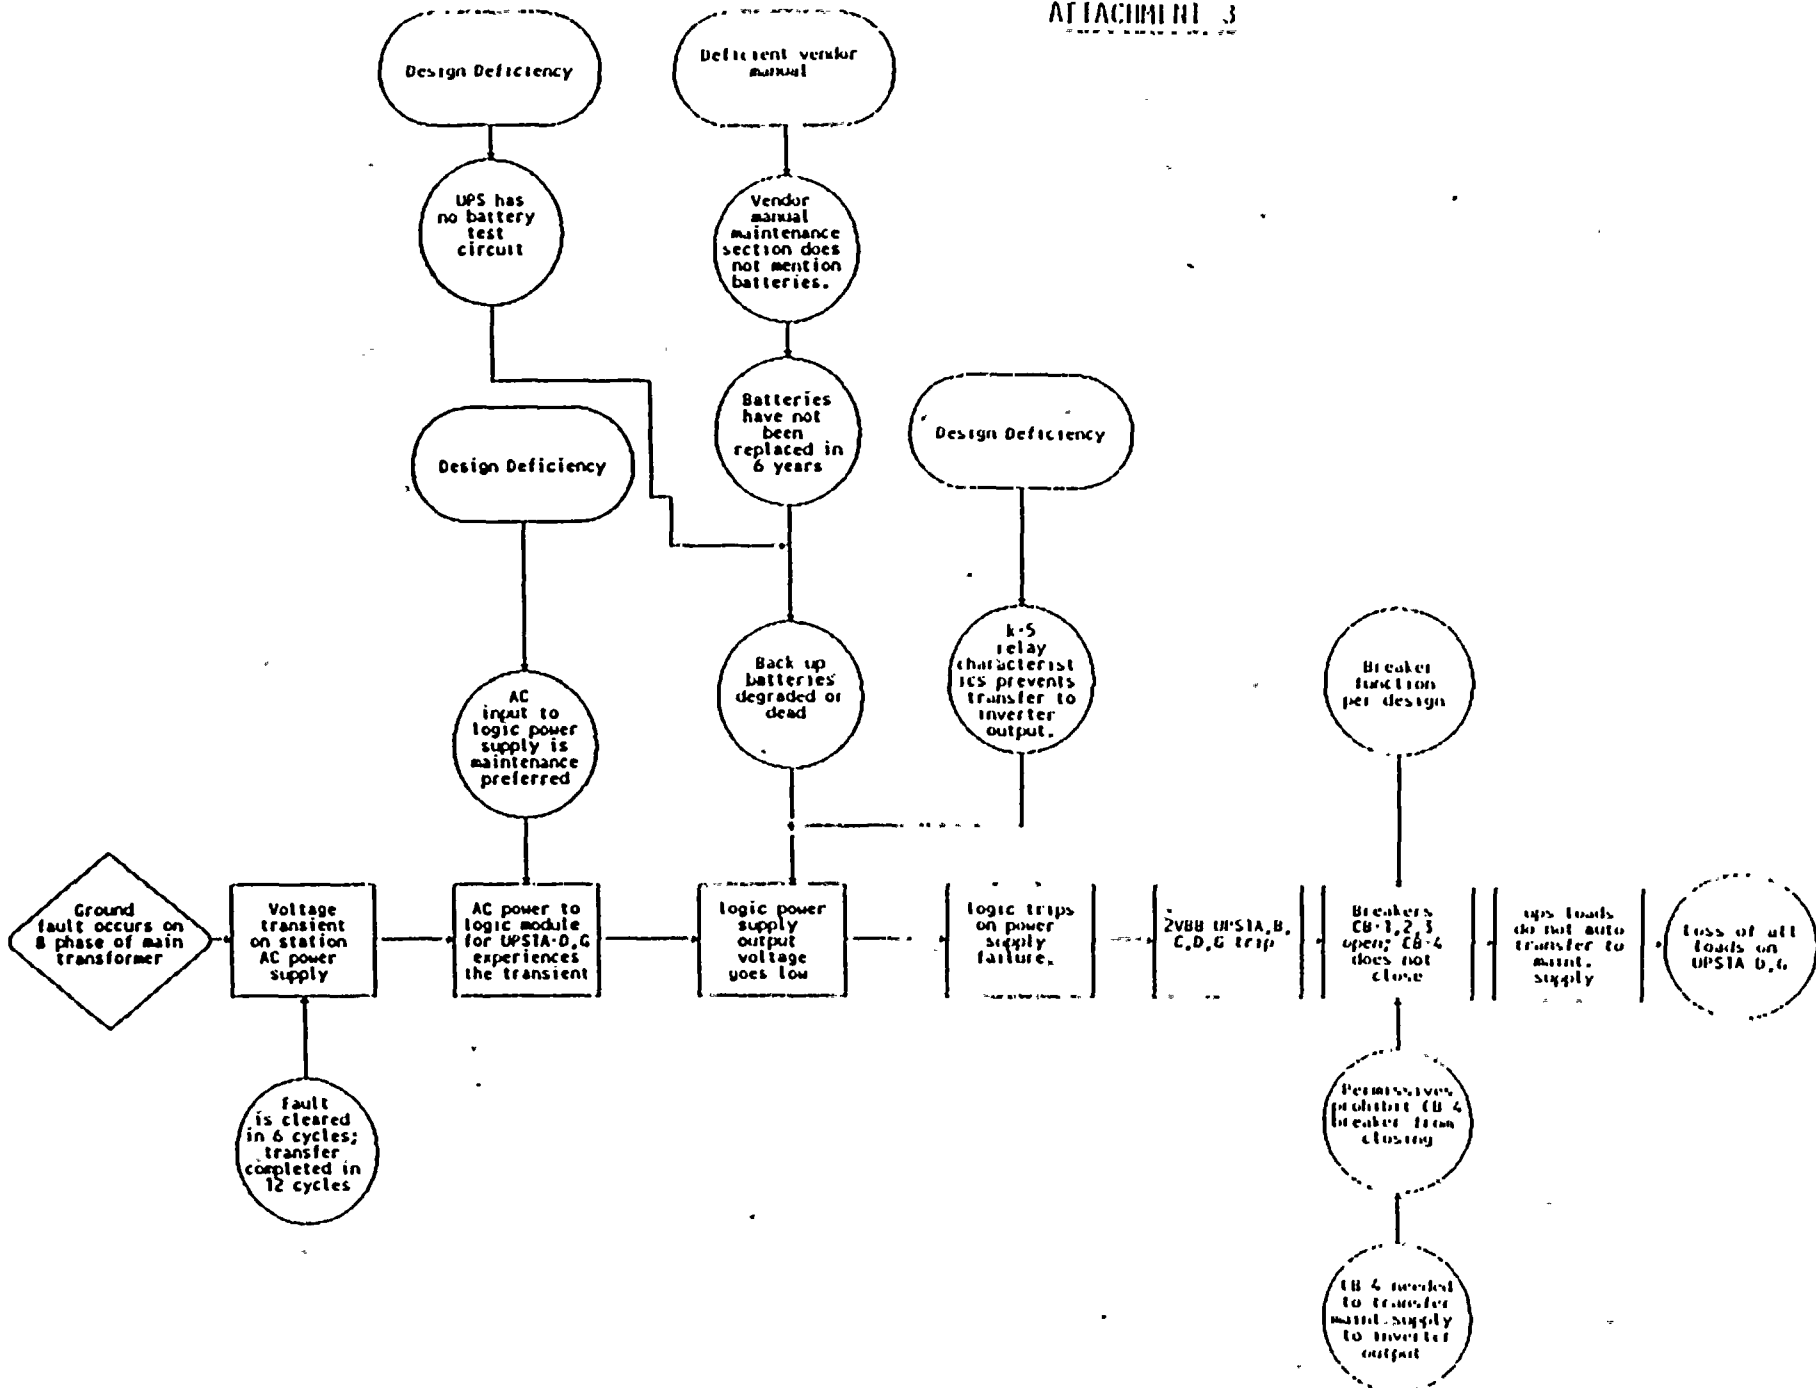 ATTACHMENT 3
Design Deficiency
Deficient vendor
manual
UPS has
no battery
test
circuit
Vendor
manual
maintenance
section does
not mention
batteries.
Batteries
have not
been
replaced in
6 years
Design Deficiency
Design Deficiency
AC
input to
logic power
supply is
maintenance
preferred
Back up
batteries
degraded or
dead
k-5
relay
characterist
ics prevents
transfer to
inverter
output.
Breaker
function
per design
Ground
fault occurs on
B phase of main
transformer
Voltage
transient
on station
AC power
supply
AC power to
logic module
for UPS1A-D,G
experiences
the transient
logic power
supply
output
voltage
goes low
logic trips
on power
supply
failure.
2VBB UPS1A,B,
C,D,G trip
Breakers
CB-1,2,3
open; CB-4
does not
close
ups loads
do not auto
transfer to
maint.
supply
Loss of all
loads on
UPS1A D,G
Fault
is cleared
in 6 cycles;
transfer
completed in
12 cycles
Permissives
prohibit CB 4
breaker from
closing
CB 4 needed
to transfer
maint.supply
to inverter
output